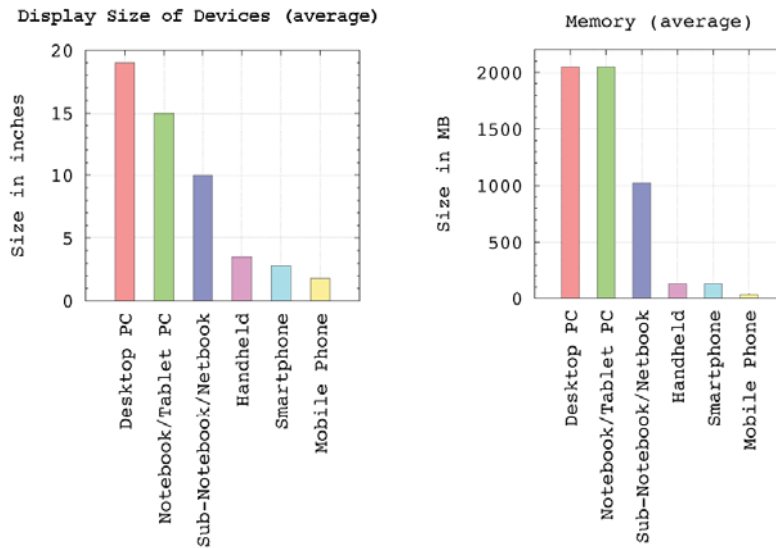 Display Size of Devices (average)
Size in inches
20
15
10
5
0
Desktop PC
Notebook/Tablet PC
Sub-Notebook/Netbook
Handheld
Smartphone
Mobile Phone
Memory (average)
Size in MB
2000
1500
1000
500
0
Desktop PC
Notebook/Tablet PC
Sub-Notebook/Netbook
Handheld
Smartphone
Mobile Phone